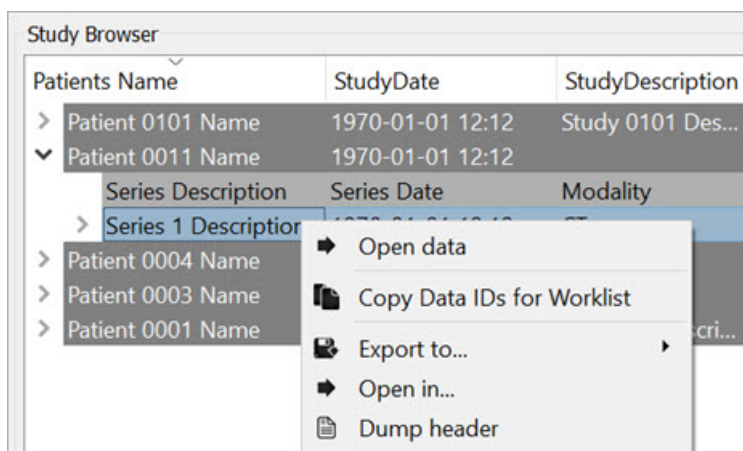 Study Browser
Patients Name StudyDate StudyDescription
Patient 0101 Name 1970-01-01 12:12 Study 0101 Des...
Patient 0011 Name 1970-01-01 12:12
Series Description Series Date Modality
Series 1 Description
Open data
Patient 0004 Name
Copy Data IDs for Worklist
Patient 0003 Name
Patient 0001 Name
Export to...
Open in...
Dump header